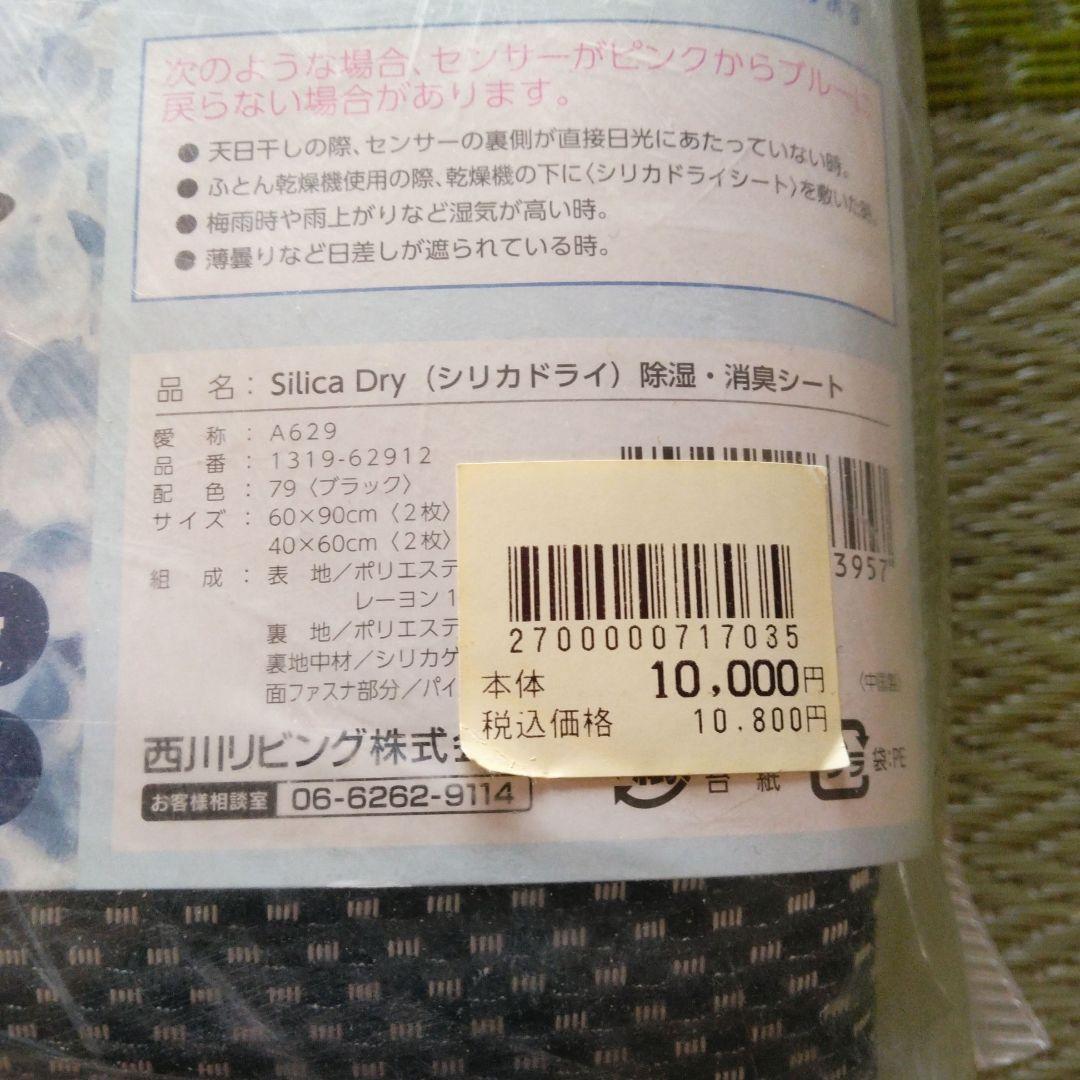 次のような場合、センサーがピンクからブルーに
戻らない場合があります。
● 天日干しの際、センサーの裏側が直接日光にあたっていない時。
● ふとん乾燥機使用の際、乾燥機の下に〈シリカドライシート〉を敷いた時。
● 梅雨時や雨上がりなど湿気が高い時。
● 薄曇りなど日差しが遮られている時。
品 名：Silica Dry（シリカドライ）除湿・消臭シート
愛 称：A629
品 番：1319-62912
配 色：79〈ブラック〉
サイズ：60×90cm〈2枚〉
40×60cm〈2枚〉
組 成：表 地／ポリエステ
レーヨン1
裏 地／ポリエステ
裏地中材／シリカゲ
面ファスナ部分／パイ
3957
2700000717035
本体 10,000円
税込価格 10.800円
西川リビング株式
お客様相談室 06-6262-9114
台紙
プラ
袋:PE